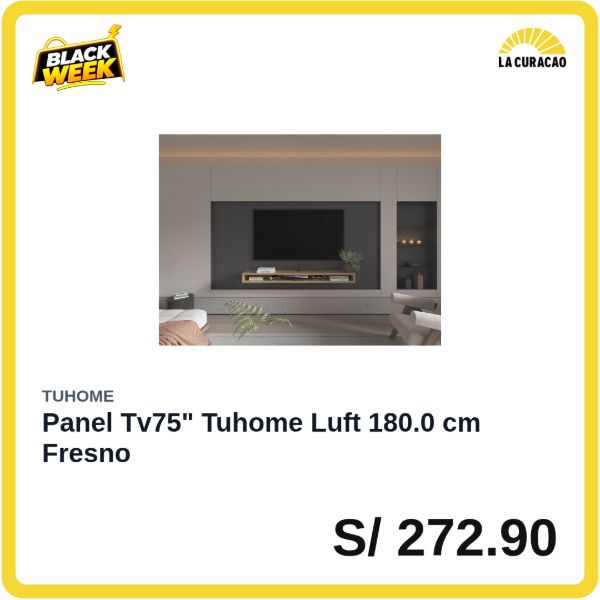 BLACK
WEEK
LA CURACAO
TUHOME
Panel Tv75" Tuhome Luft 180.0 cm
Fresno
S/ 272.90